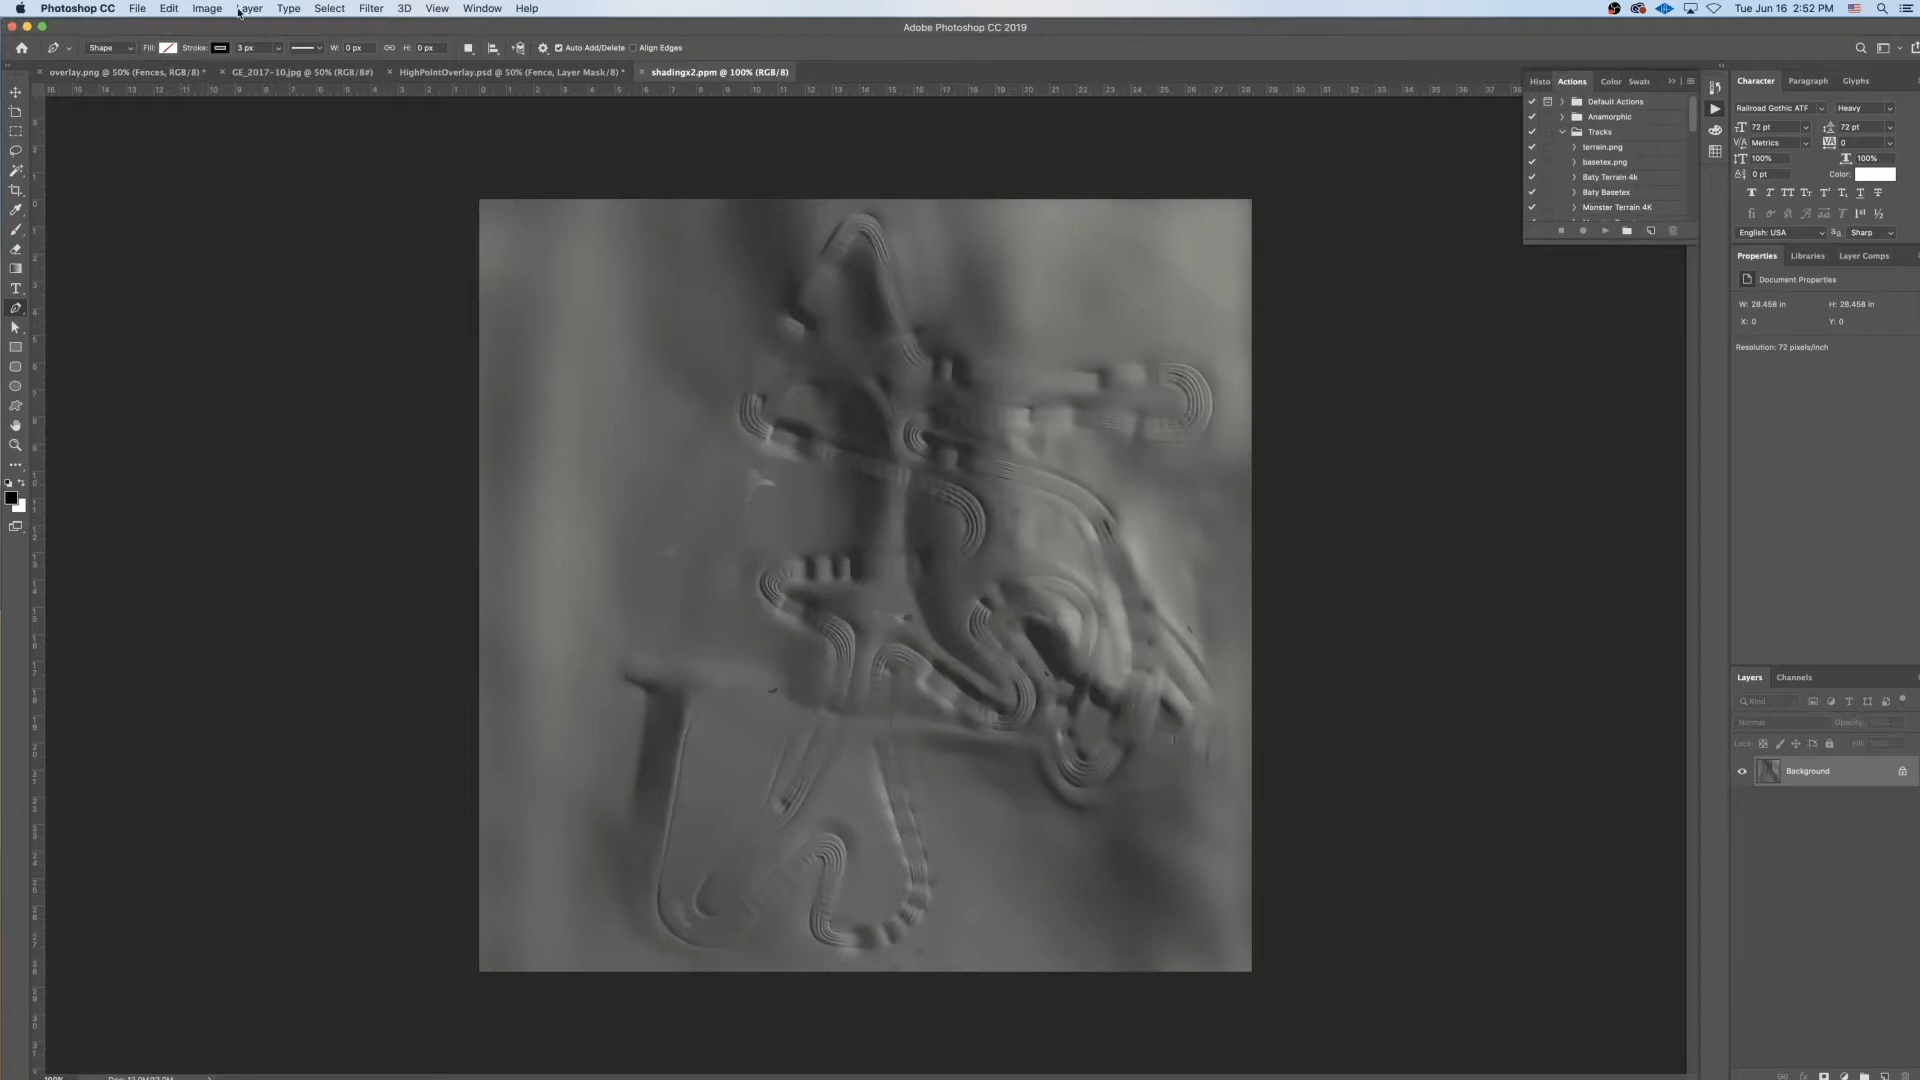 Photoshop CC File Edit Image Layer Type Select Filter 3D View Window Help Tue Jun 16 2:52 PM
Adobe Photoshop CC 2019
Shape Fill: Stroke: 3 px W: 0 px H: 0 px Auto Add/Delete Align Edges
overlay.png @ 50% (Fences, RGB/8) * GE_2017-10.jpg @ 50% (RGB/8#) HighPointOverlay.psd @ 50% (Fence, Layer Mask/8) * shadingx2.ppm @ 100% (RGB/8)
Histo Actions Color Swatc
Default Actions
Anamorphic
Tracks
terrain.png
basetex.png
Baty Terrain 4k
Baty Basetex
Monster Terrain 4K
Character Paragraph Glyphs
Railroad Gothic ATF Heavy
72 pt 72 pt
Metrics 0
100% 100%
0 pt Color:
English: USA Sharp
Properties Libraries Layer Comps
Document Properties
W: 28.458 in H: 28.458 in
X: 0 Y: 0
Resolution: 72 pixels/inch
Layers Channels
Kind
Normal Opacity:
Lock: Fill:
Background